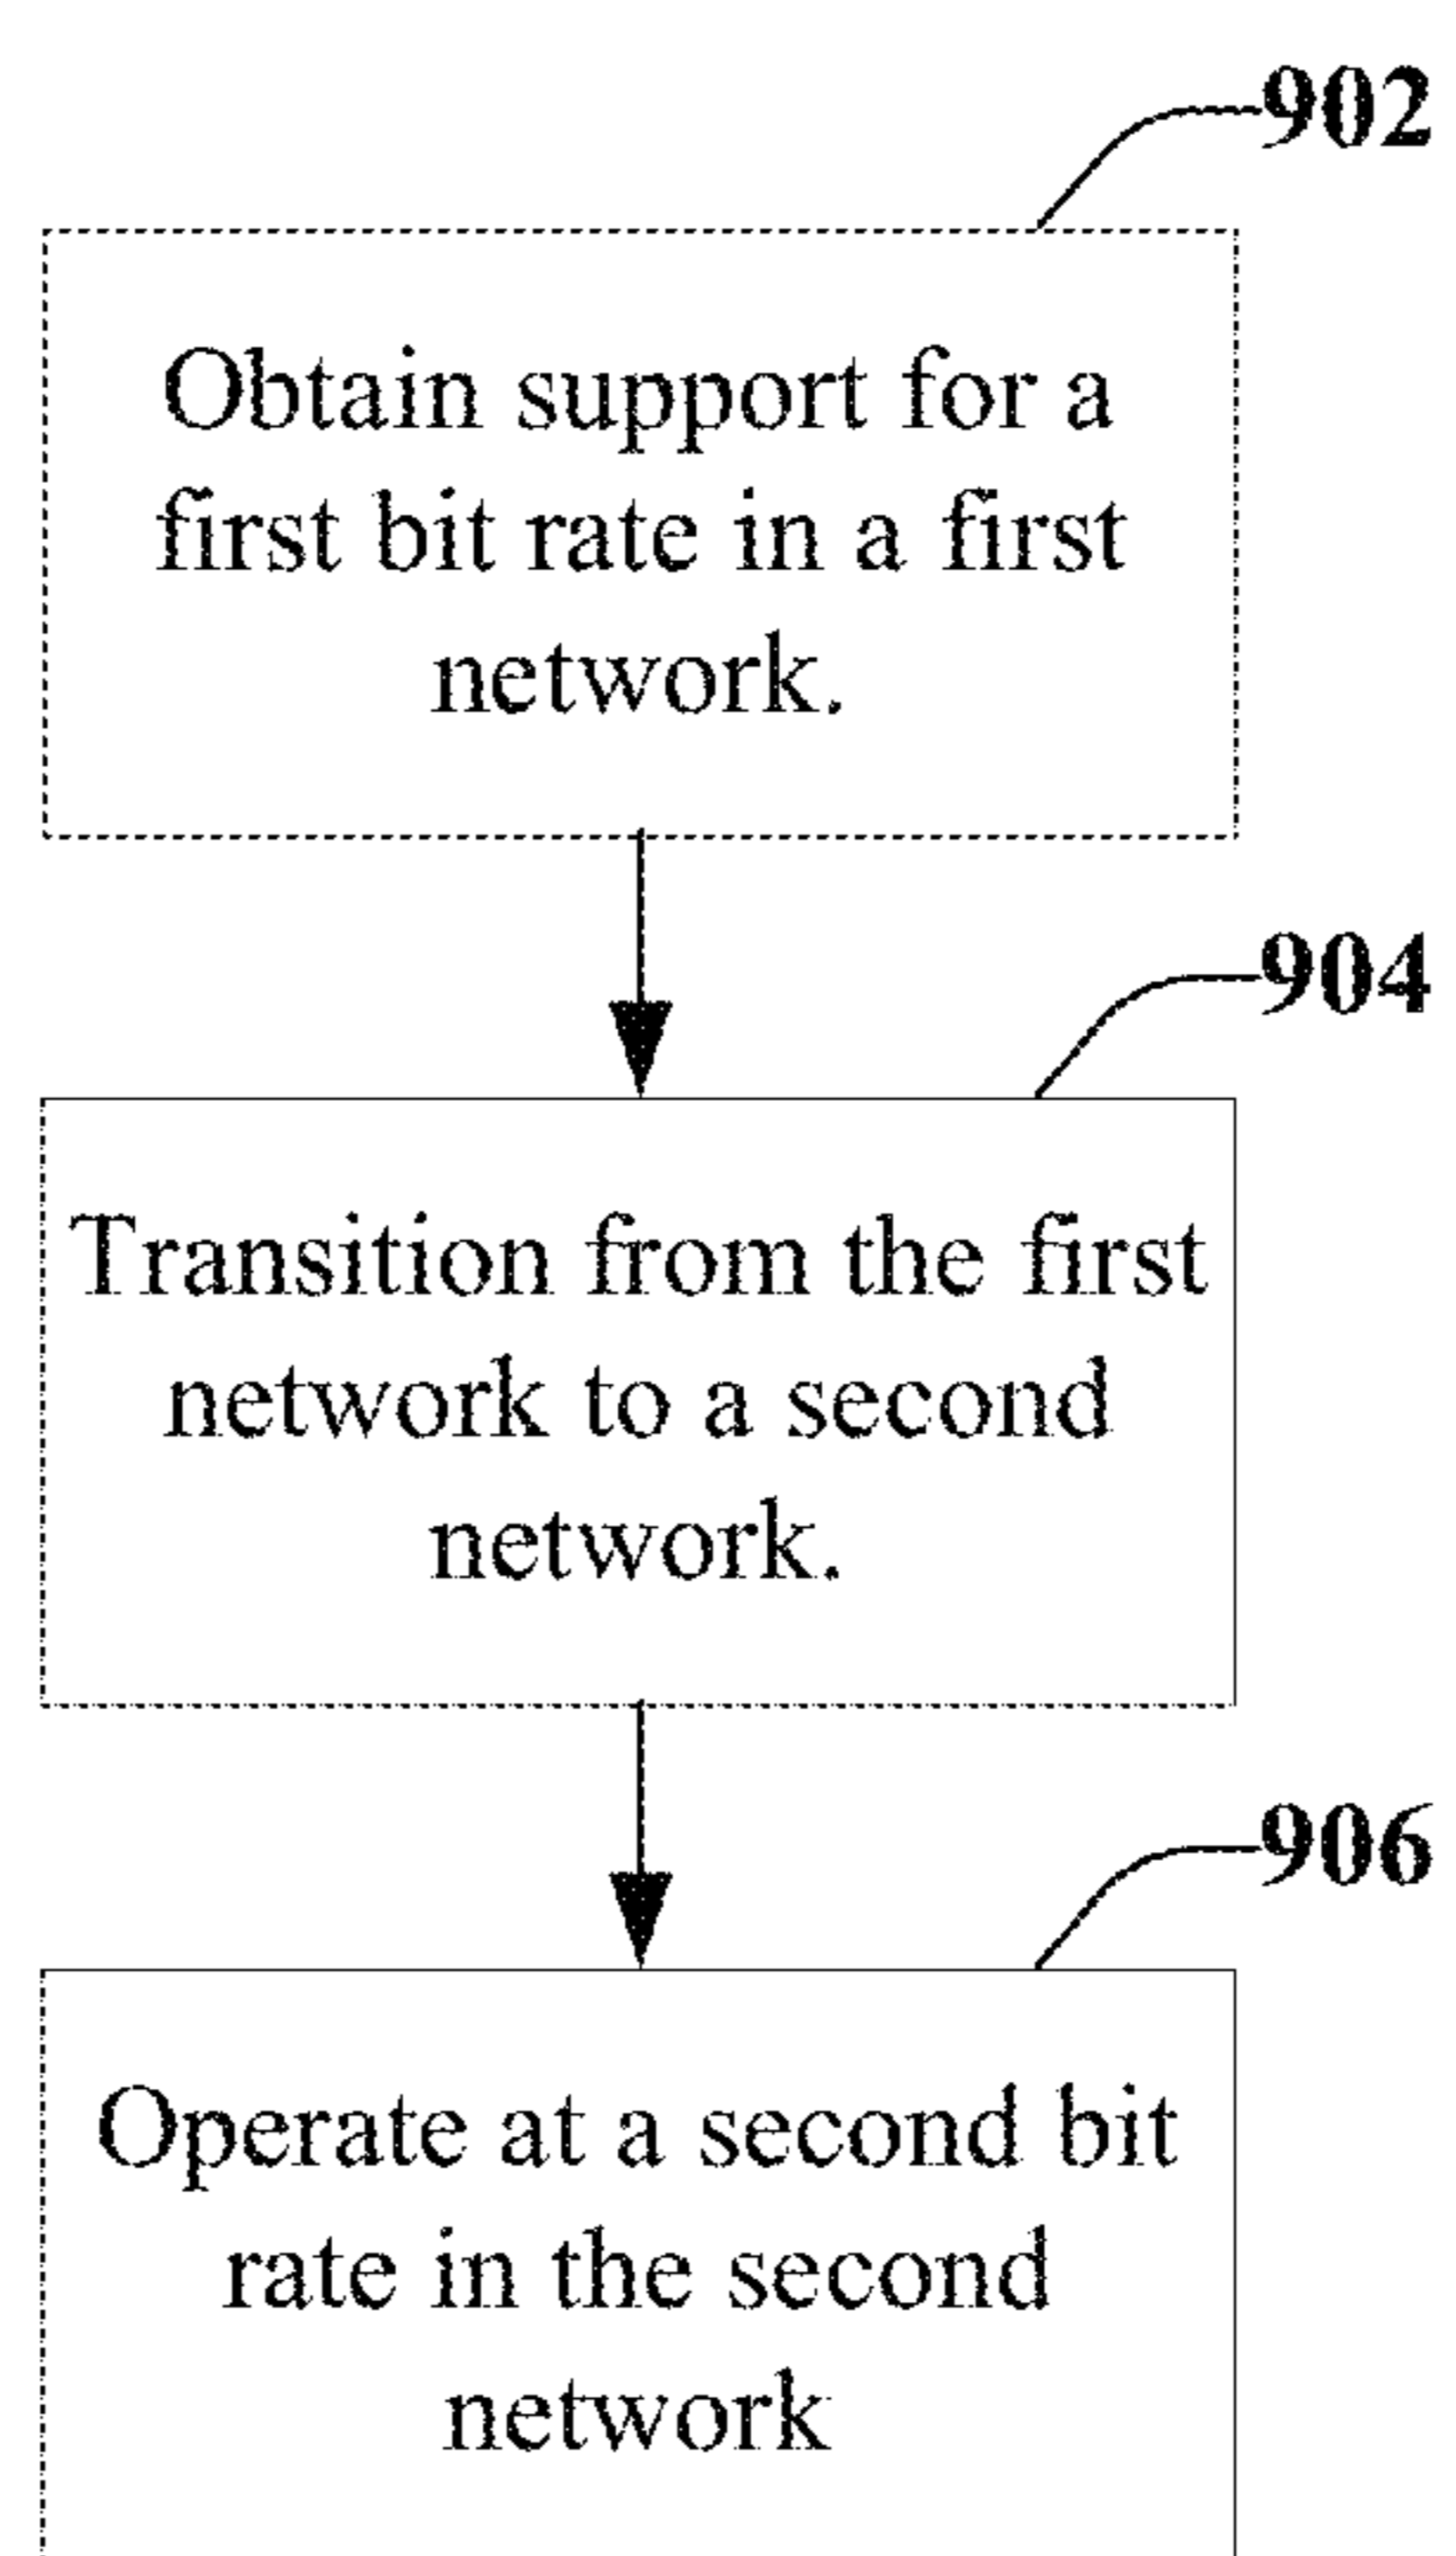 902
Obtain support for a
first bit rate in a first
network.
904
Transition from the first
network to a second
network.
906
Operate at a second bit
rate in the second
network